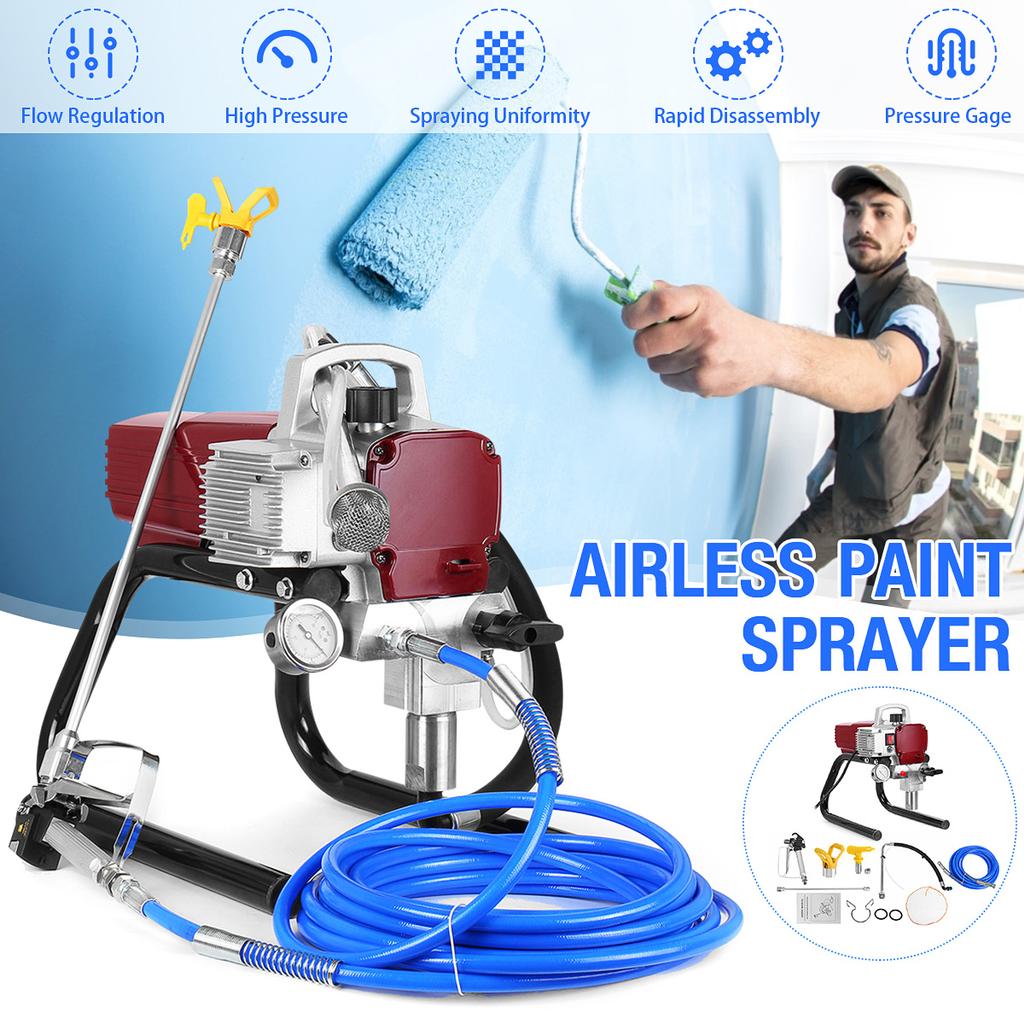 Flow Regulation
High Pressure
Spraying Uniformity
Rapid Disassembly
Pressure Gage
AIRLESS PAINT
SPRAYER